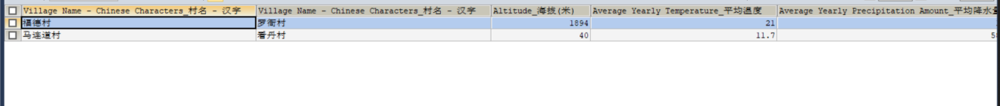 Village Name - Chinese Characters_村名 - 汉字 Village Name - Chinese Characters_村名 - 汉字 Altitude_海拔(米) Average Yearly Temperature_平均温度 Average Yearly Precipitation Amount_平均降水
福德村 罗衙村 1894 21
马连道村 看丹村 40 11.7